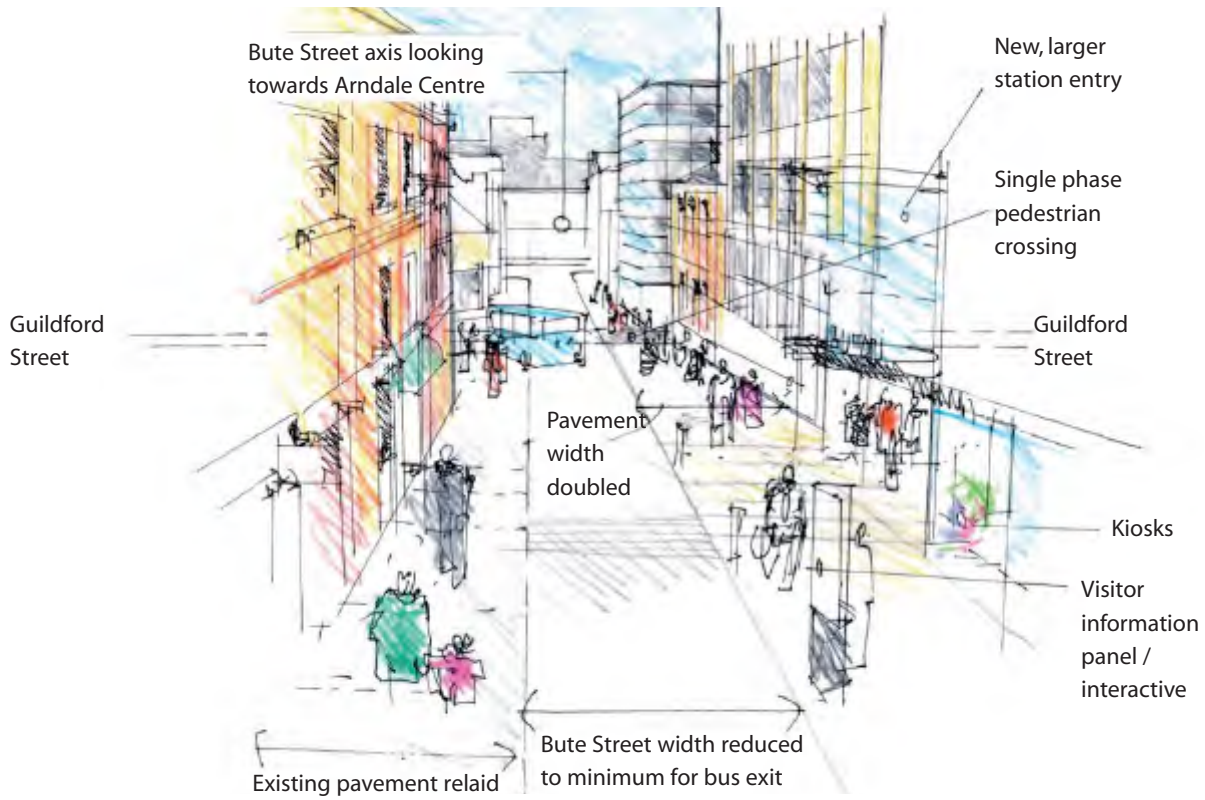 Bute Street axis looking
towards Arndale Centre
New, larger
station entry
Single phase
pedestrian
crossing
Guildford
Street
Guildford
Street
Pavement
width
doubled
Kiosks
Visitor
information
panel /
interactive
Bute Street width reduced
to minimum for bus exit
Existing pavement relaid